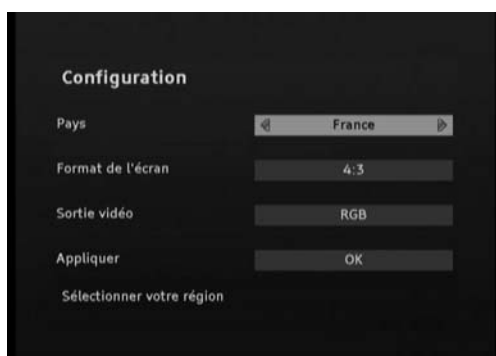 Configuration
Pays France
Format de l'écran 4:3
Sortie vidéo RGB
Appliquer OK
Sélectionner votre région